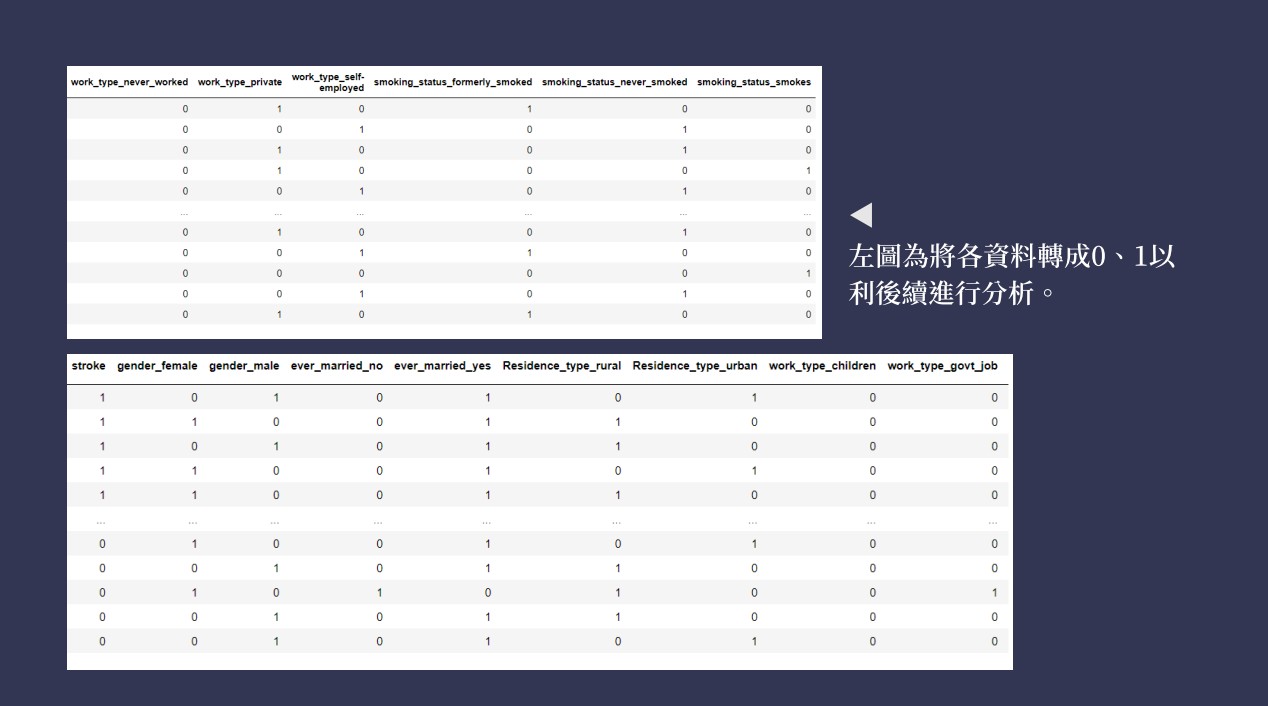 work_type_never_worked work_type_private work_type_self-employed smoking_status_formerly_smoked smoking_status_never_smoked smoking_status_smokes
0 1 0 1 0 0
0 0 1 0 1 0
0 1 0 0 1 0
0 1 0 0 0 1
0 0 1 0 1 0
... ... ... ... ... ...
0 1 0 0 1 0
0 0 1 1 0 0
0 0 0 0 0 1
0 0 1 0 1 0
0 1 0 1 0 0
左圖為將各資料轉成0、1以
利後續進行分析。
stroke gender_female gender_male ever_married_no ever_married_yes Residence_type_rural Residence_type_urban work_type_children work_type_govt_job
1 0 1 0 1 0 1 0 0
1 1 0 0 1 1 0 0 0
1 0 1 0 1 1 0 0 0
1 1 0 0 1 0 1 0 0
1 1 0 0 1 1 0 0 0
... ... ... ... ... ... ... ... ...
0 1 0 0 1 0 1 0 0
0 0 1 0 1 1 0 0 0
0 1 0 1 0 1 0 0 1
0 0 1 0 1 1 0 0 0
0 0 1 0 1 0 1 0 0